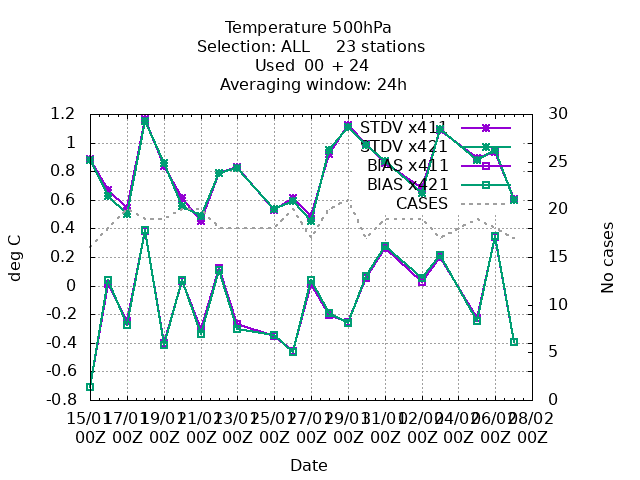 Temperature 500hPa
Selection: ALL 23 stations
Used 00 + 24
Averaging window: 24h
1.2
1
0.8
0.6
0.4
0.2
0
-0.2
-0.4
-0.6
-0.8
deg C
30
25
20
15
10
5
0
No cases
STDV x411
STDV x421
BIAS x411
BIAS x421
CASES
15/01 17/01 19/01 21/01 23/01 25/01 27/01 29/01 31/01 02/02 04/02 06/02 08/02
00Z 00Z 00Z 00Z 00Z 00Z 00Z 00Z 00Z 00Z 00Z 00Z 00Z
Date